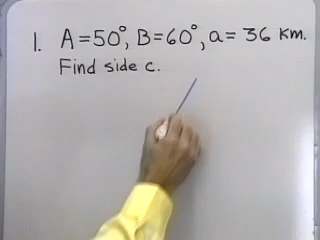 1. A=50°, B=60°, a= 36 Km.
Find side c.